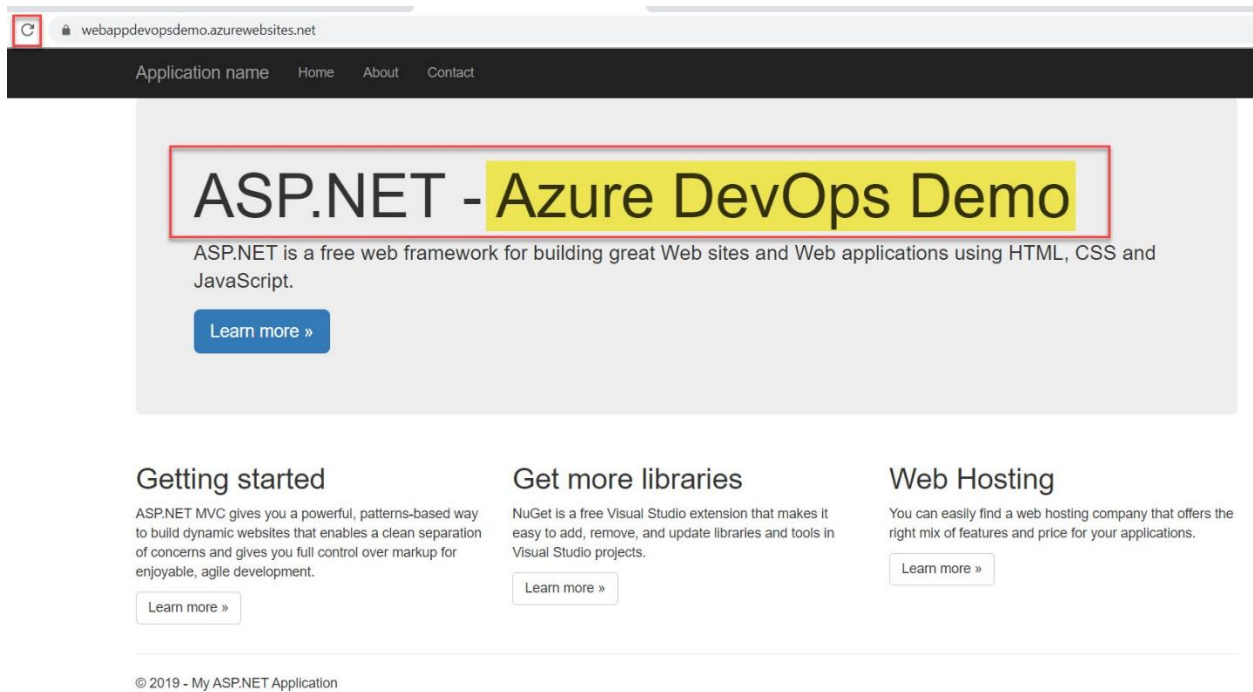 webappdevopsdemo.azurewebsites.net
Application name Home About Contact
ASP.NET - Azure DevOps Demo
ASP.NET is a free web framework for building great Web sites and Web applications using HTML, CSS and
JavaScript.
Learn more »
Getting started
ASP.NET MVC gives you a powerful, patterns-based way
to build dynamic websites that enables a clean separation
of concerns and gives you full control over markup for
enjoyable, agile development.
Learn more »
Get more libraries
NuGet is a free Visual Studio extension that makes it
easy to add, remove, and update libraries and tools in
Visual Studio projects.
Learn more »
Web Hosting
You can easily find a web hosting company that offers the
right mix of features and price for your applications.
Learn more »
© 2019 - My ASP.NET Application